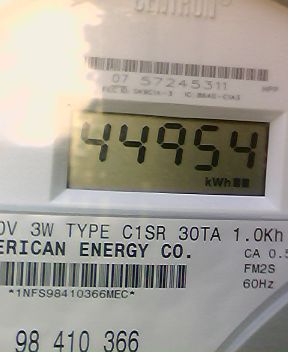 CENTRON®
07 57245311
HPP
44954
kWh
0V 3W TYPE C1SR 30TA 1.0Kh
ERICAN ENERGY CO.
CA 0.5
FM2S
60Hz
*1NFS98410366MEC*
98 410 366